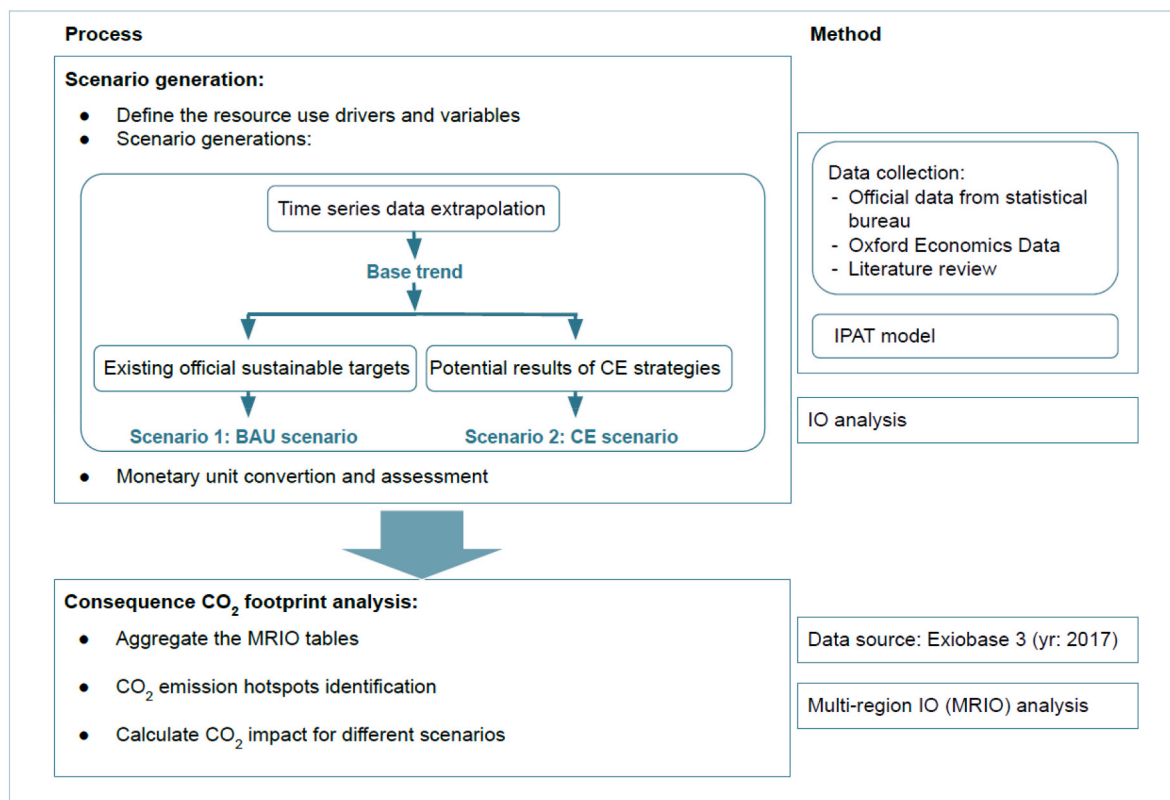 Process
Method
Scenario generation:
● Define the resource use drivers and variables
● Scenario generations:
Time series data extrapolation
Base trend
Existing official sustainable targets
Potential results of CE strategies
Scenario 1: BAU scenario
Scenario 2: CE scenario
● Monetary unit convertion and assessment
Data collection:
- Official data from statistical
bureau
- Oxford Economics Data
- Literature review
IPAT model
IO analysis
Consequence CO₂ footprint analysis:
● Aggregate the MRIO tables
● CO₂ emission hotspots identification
● Calculate CO₂ impact for different scenarios
Data source: Exiobase 3 (yr: 2017)
Multi-region IO (MRIO) analysis